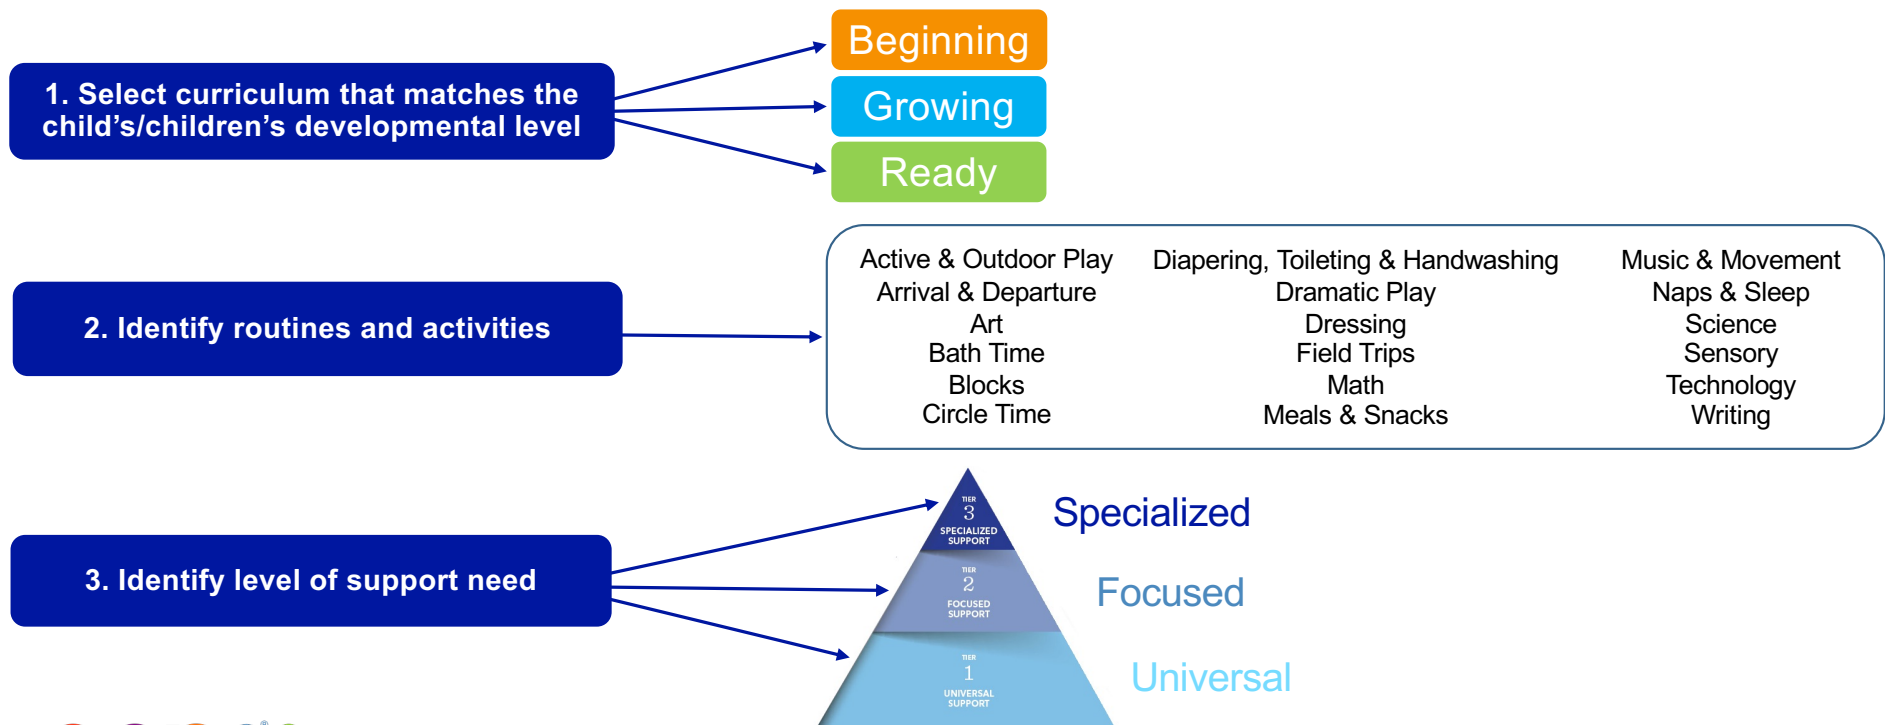 Beginning
1. Select curriculum that matches the
child's/children's developmental level
Growing
Ready
2. Identify routines and activities
Active & Outdoor Play
Arrival & Departure
Art
Bath Time
Blocks
Circle Time
Diapering, Toileting & Handwashing
Dramatic Play
Dressing
Field Trips
Math
Meals & Snacks
Music & Movement
Naps & Sleep
Science
Sensory
Technology
Writing
3. Identify level of support need
TIER
3
SPECIALIZED
SUPPORT
Specialized
TIER
2
FOCUSED
SUPPORT
Focused
TIER
1
UNIVERSAL
SUPPORT
Universal